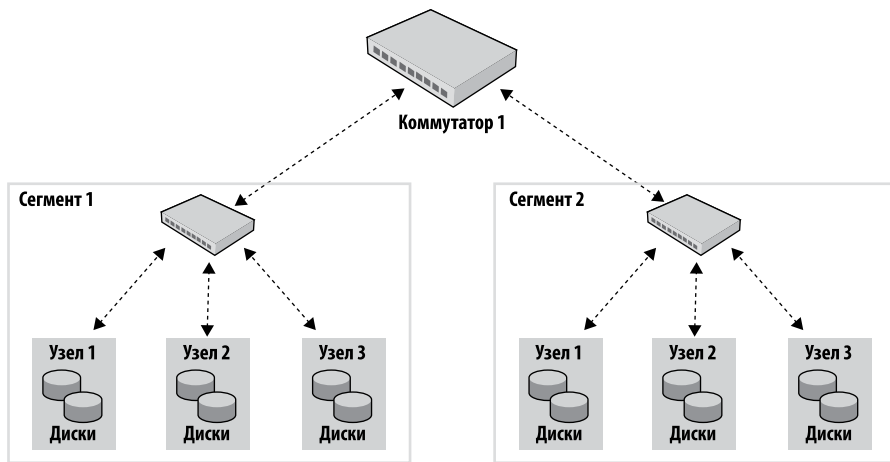 Коммутатор 1
Сегмент 1
Сегмент 2
Узел 1
Узел 2
Узел 3
Узел 1
Узел 2
Узел 3
Диски
Диски
Диски
Диски
Диски
Диски